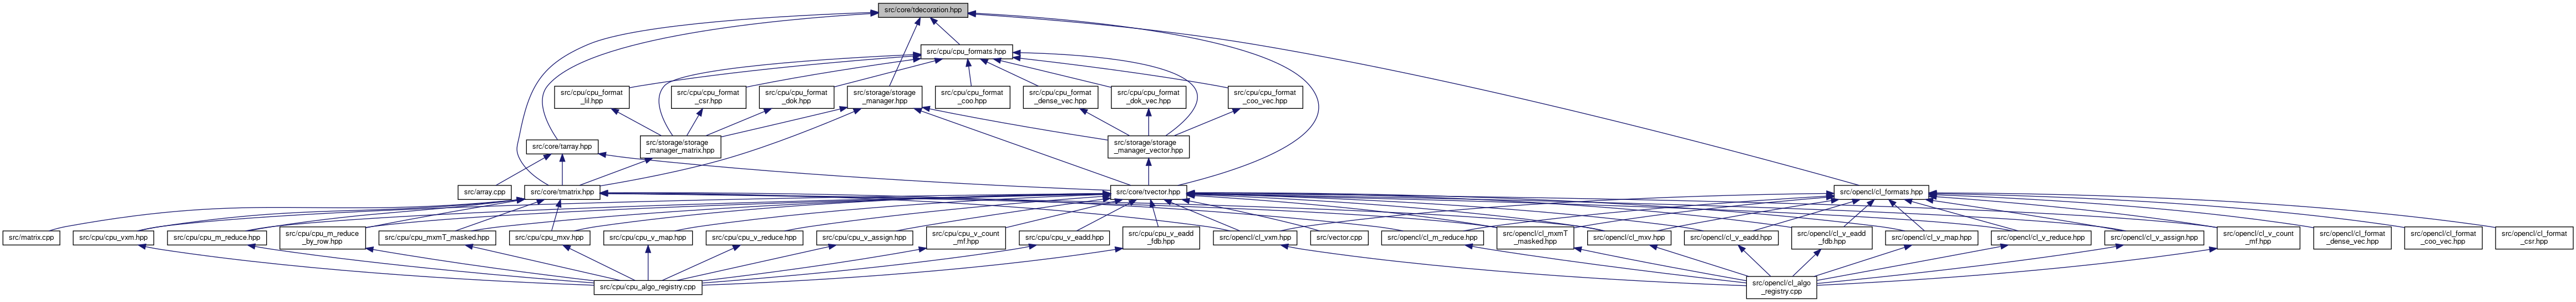 src/core/tdecoration.hpp
src/cpu/cpu_formats.hpp
src/cpu/cpu_format
_lil.hpp
src/cpu/cpu_format
_csr.hpp
src/cpu/cpu_format
_dok.hpp
src/storage/storage
_manager.hpp
src/cpu/cpu_format
_coo.hpp
src/cpu/cpu_format
_dense_vec.hpp
src/cpu/cpu_format
_dok_vec.hpp
src/cpu/cpu_format
_coo_vec.hpp
src/core/tarray.hpp
src/storage/storage
_manager_matrix.hpp
src/storage/storage
_manager_vector.hpp
src/array.cpp
src/core/tmatrix.hpp
src/core/tvector.hpp
src/opencl/cl_formats.hpp
src/matrix.cpp
src/cpu/cpu_vxm.hpp
src/cpu/cpu_m_reduce.hpp
src/cpu/cpu_m_reduce
_by_row.hpp
src/cpu/cpu_mxmT_masked.hpp
src/cpu/cpu_mxv.hpp
src/cpu/cpu_v_map.hpp
src/cpu/cpu_v_reduce.hpp
src/cpu/cpu_v_assign.hpp
src/cpu/cpu_v_count
_mf.hpp
src/cpu/cpu_v_eadd.hpp
src/cpu/cpu_v_eadd
_fdb.hpp
src/opencl/cl_vxm.hpp
src/vector.cpp
src/opencl/cl_m_reduce.hpp
src/opencl/cl_mxmT
_masked.hpp
src/opencl/cl_mxv.hpp
src/opencl/cl_v_eadd.hpp
src/opencl/cl_v_eadd
_fdb.hpp
src/opencl/cl_v_map.hpp
src/opencl/cl_v_reduce.hpp
src/opencl/cl_v_assign.hpp
src/opencl/cl_v_count
_mf.hpp
src/opencl/cl_format
_dense_vec.hpp
src/opencl/cl_format
_coo_vec.hpp
src/opencl/cl_format
_csr.hpp
src/cpu/cpu_algo_registry.cpp
src/opencl/cl_algo
_registry.cpp